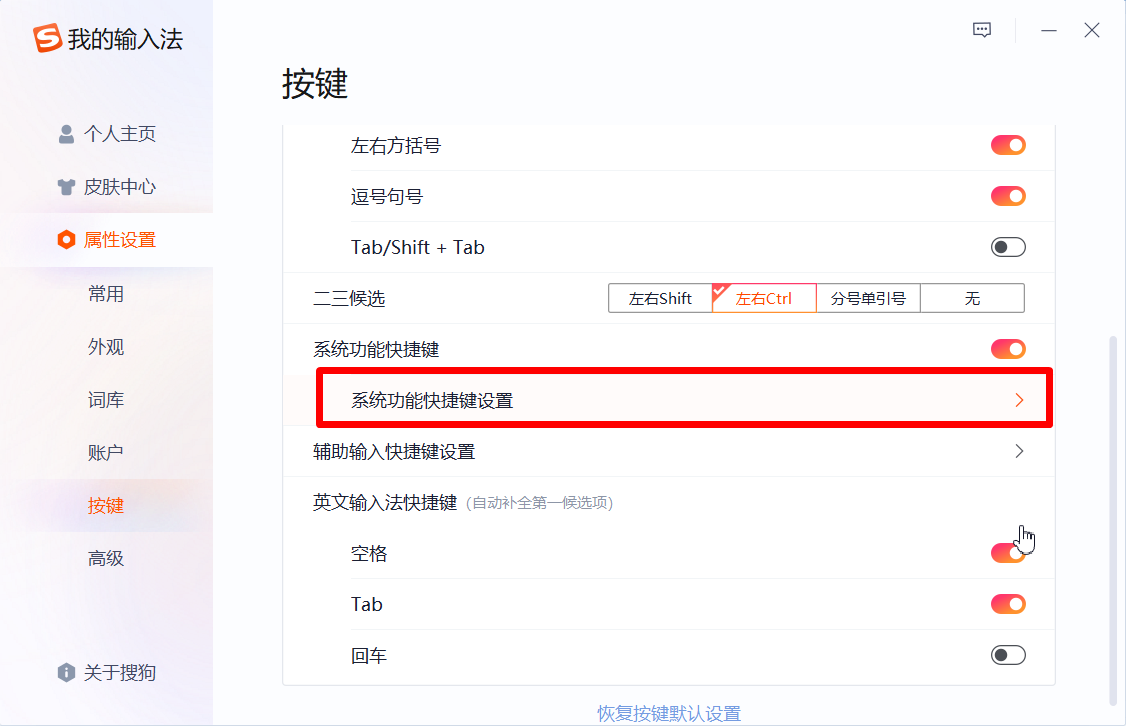 我的输入法
按键
个人主页
皮肤中心
属性设置
常用
外观
词库
账户
按键
高级
关于搜狗
左右方括号
逗号句号
Tab/Shift + Tab
二三候选 左右Shift 左右Ctrl 分号单引号 无
系统功能快捷键
系统功能快捷键设置
辅助输入快捷键设置
英文输入法快捷键 (自动补全第一候选项)
空格
Tab
回车
恢复按键默认设置